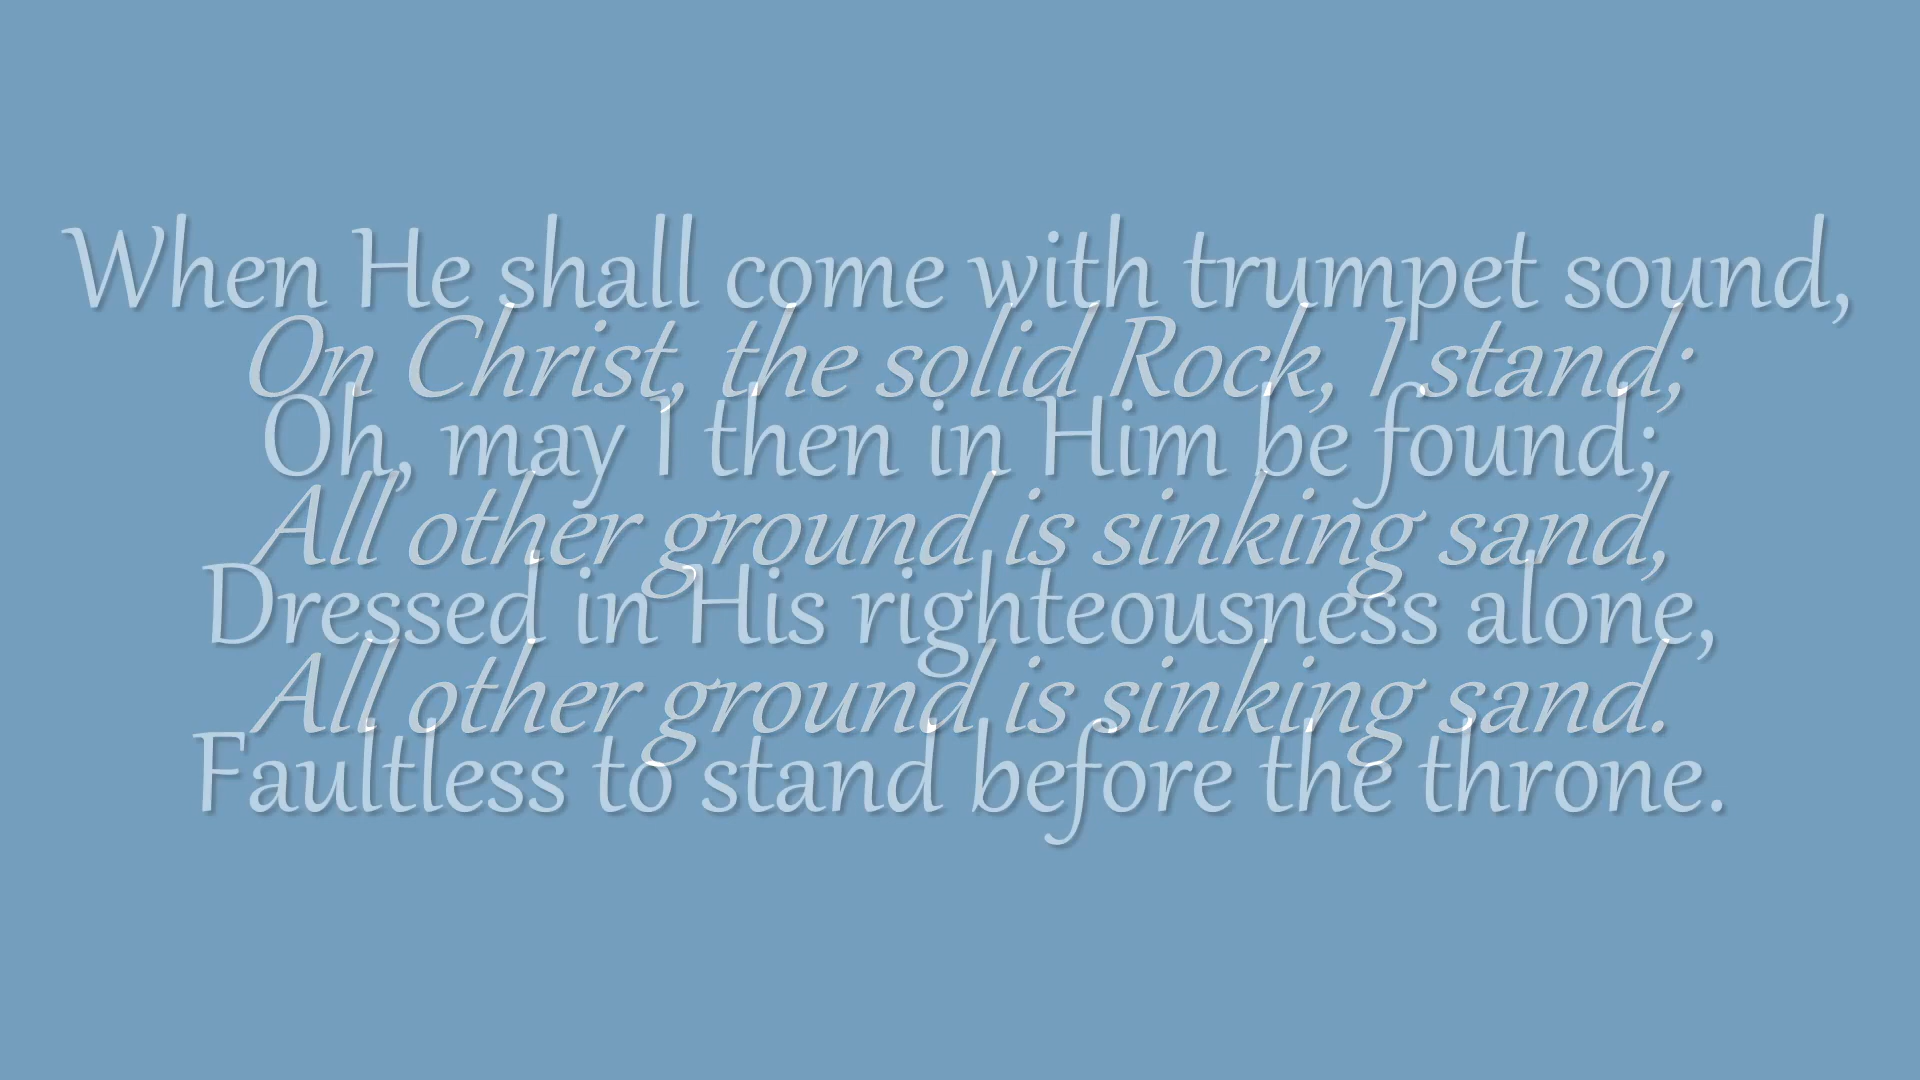 When He shall come with trumpet sound,
On Christ, the solid Rock, I stand;
Oh, may I then in Him be found;
All other ground is sinking sand,
Dressed in His righteousness alone,
All other ground is sinking sand.
Faultless to stand before the throne.